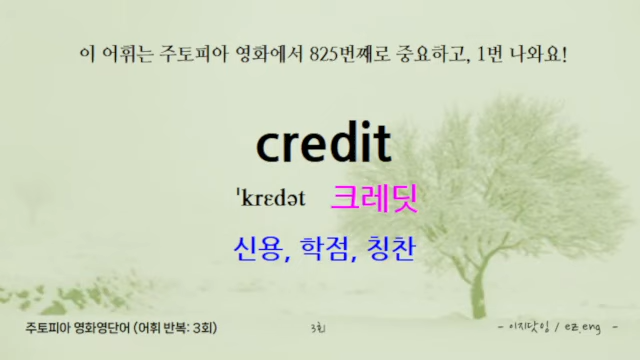 이 어휘는 주토피아 영화에서 825번째로 중요하고, 1번 나와요!
credit
ˈkrɛdət 크레딧
신용, 학점, 칭찬
주토피아 영화영단어 (어휘 반복: 3회) 3회 - 이지닷잉 / ez.eng -